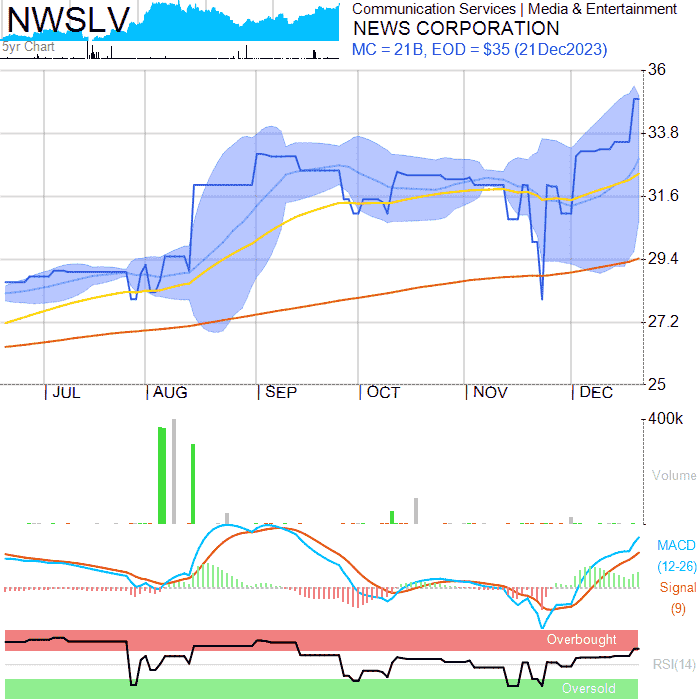 NWSLV
Communication Services | Media & Entertainment
NEWS CORPORATION
5yr Chart
MC = 21B, EOD = $35 (21Dec2023)
36
33.8
31.6
29.4
27.2
25
JUL
AUG
SEP
OCT
NOV
DEC
400k
Volume
MACD
(12-26)
Signal
(9)
Overbought
RSI(14)
Oversold